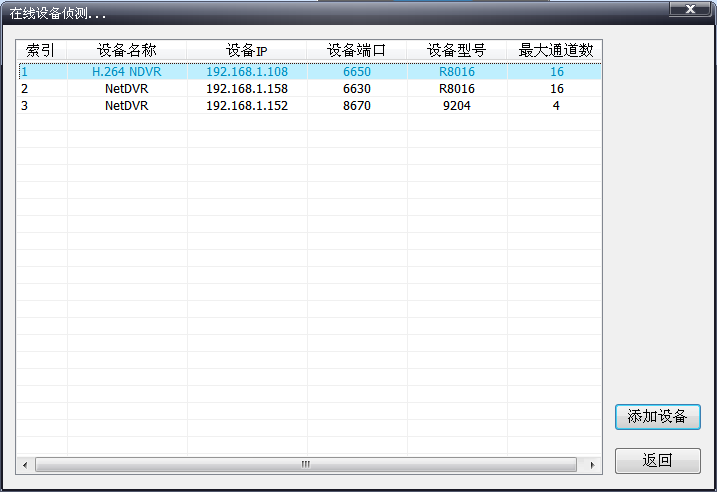 在线设备侦测...
索引 设备名称 设备IP 设备端口 设备型号 最大通道数
1 H.264 NDVR 192.168.1.108 6650 R8016 16
2 NetDVR 192.168.1.158 6630 R8016 16
3 NetDVR 192.168.1.152 8670 9204 4
添加设备
返回